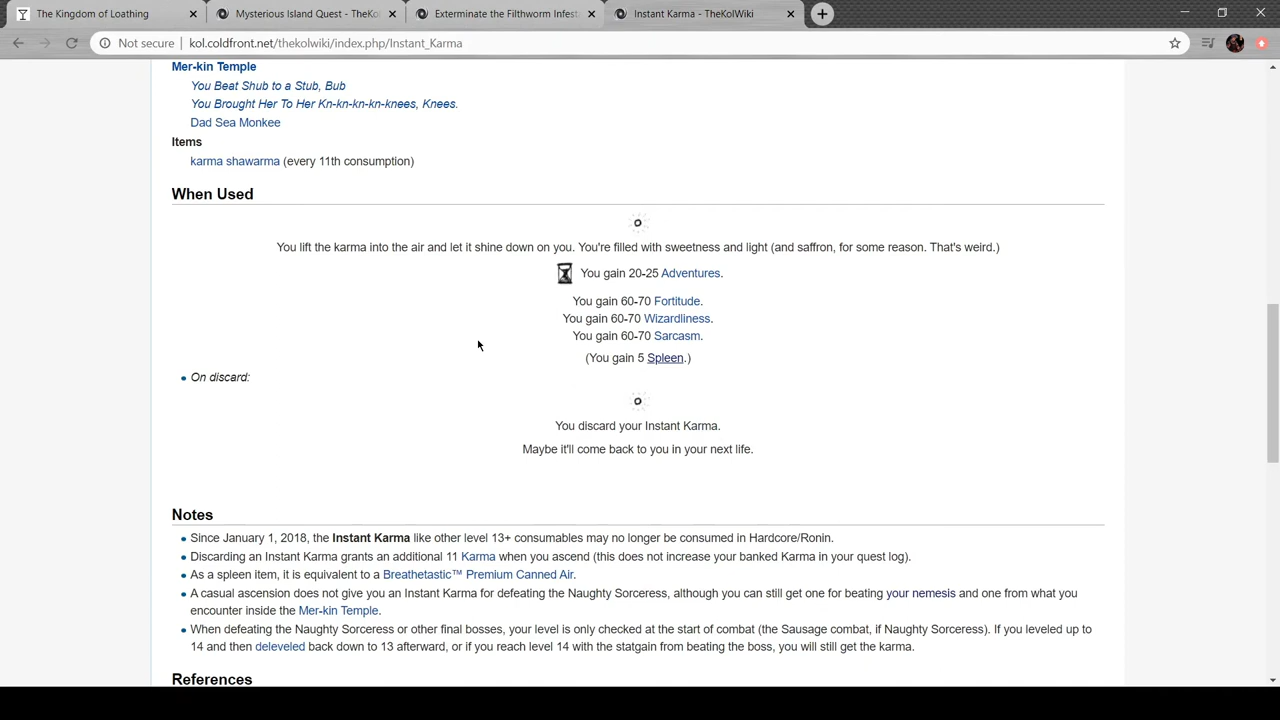 The Kingdom of Loathing
Mysterious Island Quest - TheKol
Exterminate the Filthworm Infest
Instant Karma - TheKolWiki
Not secure
kol.coldfront.net/thekolwiki/index.php/Instant_Karma
Mer-kin Temple
You Beat Shub to a Stub, Bub
You Brought Her To Her Kn-kn-kn-kn-knees, Knees.
Dad Sea Monkee
Items
karma shawarma (every 11th consumption)
When Used
You lift the karma into the air and let it shine down on you. You're filled with sweetness and light (and saffron, for some reason. That's weird.)
You gain 20-25 Adventures.
You gain 60-70 Fortitude.
You gain 60-70 Wizardliness.
You gain 60-70 Sarcasm.
(You gain 5 Spleen.)
On discard:
You discard your Instant Karma.
Maybe it'll come back to you in your next life.
Notes
Since January 1, 2018, the Instant Karma like other level 13+ consumables may no longer be consumed in Hardcore/Ronin.
Discarding an Instant Karma grants an additional 11 Karma when you ascend (this does not increase your banked Karma in your quest log).
As a spleen item, it is equivalent to a Breathetastic™ Premium Canned Air.
A casual ascension does not give you an Instant Karma for defeating the Naughty Sorceress, although you can still get one for beating your nemesis and one from what you
encounter inside the Mer-kin Temple.
When defeating the Naughty Sorceress or other final bosses, your level is only checked at the start of combat (the Sausage combat, if Naughty Sorceress). If you leveled up to
14 and then deleveled back down to 13 afterward, or if you reach level 14 with the statgain from beating the boss, you will still get the karma.
References